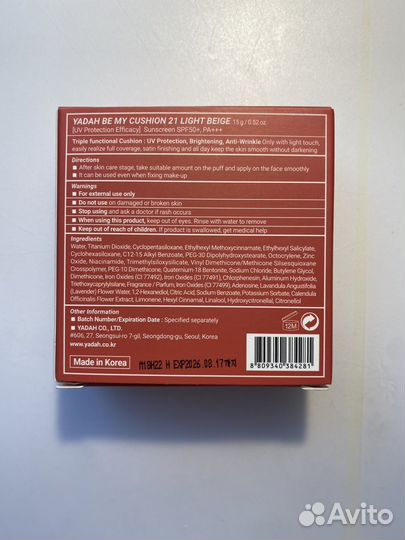 YADAH BE MY CUSHION 21 LIGHT BEIGE 15 g / 0.52 oz
[UV Protection Efficacy] Sunscreen SPF50+, PA+++
Triple functional Cushion : UV Protection, Brightening, Anti-Wrinkle Only with light touch,
easily realize full coverage, satin finishing and all day keep the skin smooth without darkening
Directions
After skin care stage, take suitable amount on the puff and apply on the face smoothly
It can be used even when fixing make-up
Warnings
For external use only
Do not use on damaged or broken skin
Stop using and ask a doctor if rash occurs
When using this product, keep out of eyes. Rinse with water to remove
Keep out of reach of children. If product is swallowed, get medical help
Ingredients
Water, Titanium Dioxide, Cyclopentasiloxane, Ethylhexyl Methoxycinnamate, Ethylhexyl Salicylate,
Cyclohexasiloxane, C12-15 Alkyl Benzoate, PEG-30 Dipolyhydroxystearate, Octocrylene, Zinc
Oxide, Niacinamide, Trimethylsiloxysilicate, Vinyl Dimethicone/Methicone Silsesquioxane
Crosspolymer, PEG-10 Dimethicone, Quaternium-18 Bentonite, Sodium Chloride, Butylene Glycol,
Dimethicone, Disteardimonium Hectorite, Phenoxyethanol, Chlorphenesin, Aluminum Hydroxide,
Triethoxycaprylylsilane, Fragrance / Parfum, Iron Oxides (CI 77499), Adenosine, Lavandula Angustifolia
(Lavender) Flower Water, 1,2-Hexanediol, Citric Acid, Sodium Benzoate, Potassium Sorbate, Calendula
Officinalis Flower Extract, Limonene, Hexyl Cinnamal, Linalool, Hydroxycitronellal, Citronellol
Other Information
Batch Number/Expiration Date : Specified separately
YADAH CO., LTD.
#606, 27, Seongsui-ro 7-gil, Seongdong-gu, Seoul, Korea
www.yadah.co.kr
12M
Made in Korea
M18H22 H EXP2026.08.17까지
8 809340 384281
Avito